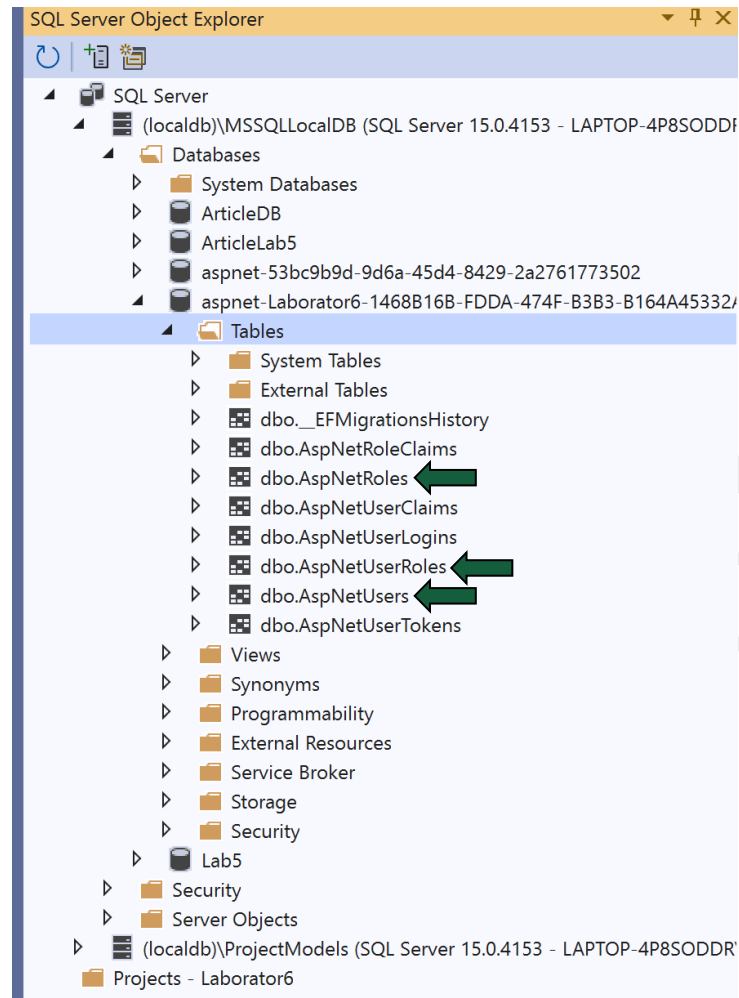 SQL Server Object Explorer
SQL Server
(localdb)\MSSQLLocalDB (SQL Server 15.0.4153 - LAPTOP-4P8SODDR
Databases
System Databases
ArticleDB
ArticleLab5
aspnet-53bc9b9d-9d6a-45d4-8429-2a2761773502
aspnet-Laborator6-1468B16B-FDDA-474F-B3B3-B164A45332A
Tables
System Tables
External Tables
dbo.__EFMigrationsHistory
dbo.AspNetRoleClaims
dbo.AspNetRoles
dbo.AspNetUserClaims
dbo.AspNetUserLogins
dbo.AspNetUserRoles
dbo.AspNetUsers
dbo.AspNetUserTokens
Views
Synonyms
Programmability
External Resources
Service Broker
Storage
Security
Lab5
Security
Server Objects
(localdb)\ProjectModels (SQL Server 15.0.4153 - LAPTOP-4P8SODDR
Projects - Laborator6